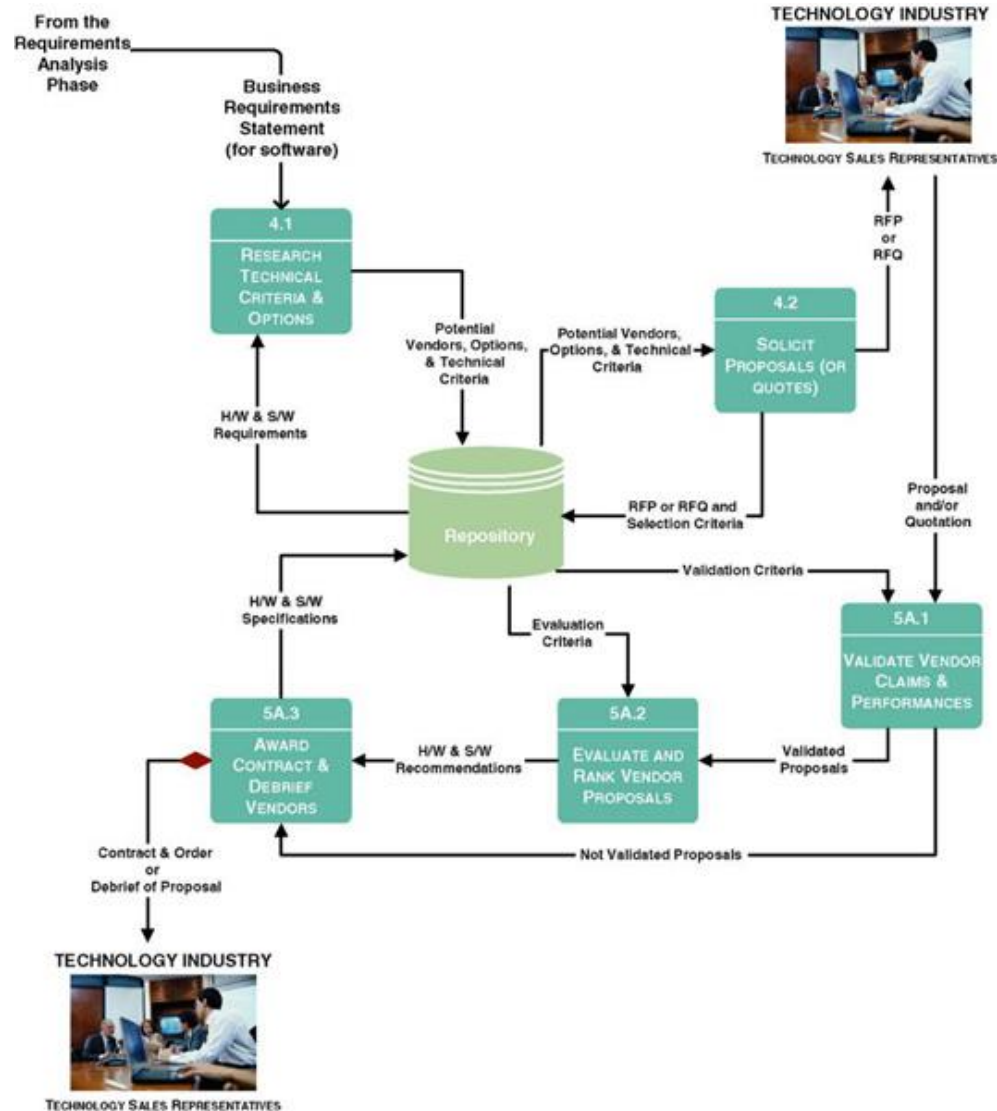 From the
Requirements
Analysis
Phase
Business
Requirements
Statement
(for software)
TECHNOLOGY INDUSTRY
TECHNOLOGY SALES REPRESENTATIVES
4.1
RESEARCH
TECHNICAL
CRITERIA &
OPTIONS
RFP
or
RFQ
4.2
SOLICIT
PROPOSALS (OR
QUOTES)
Potential
Vendors, Options,
& Technical
Criteria
Potential Vendors,
Options, & Technical
Criteria
H/W & S/W
Requirements
Repository
RFP or RFQ and
Selection Criteria
Proposal
and/or
Quotation
Validation Criteria
H/W & S/W
Specifications
Evaluation
Criteria
5A.1
VALIDATE VENDOR
CLAIMS &
PERFORMANCES
5A.3
AWARD
CONTRACT &
DEBRIEF
VENDORS
H/W & S/W
Recommendations
5A.2
EVALUATE AND
RANK VENDOR
PROPOSALS
Validated
Proposals
Not Validated Proposals
Contract & Order
or
Debrief of Proposal
TECHNOLOGY INDUSTRY
TECHNOLOGY SALES REPRESENTATIVES